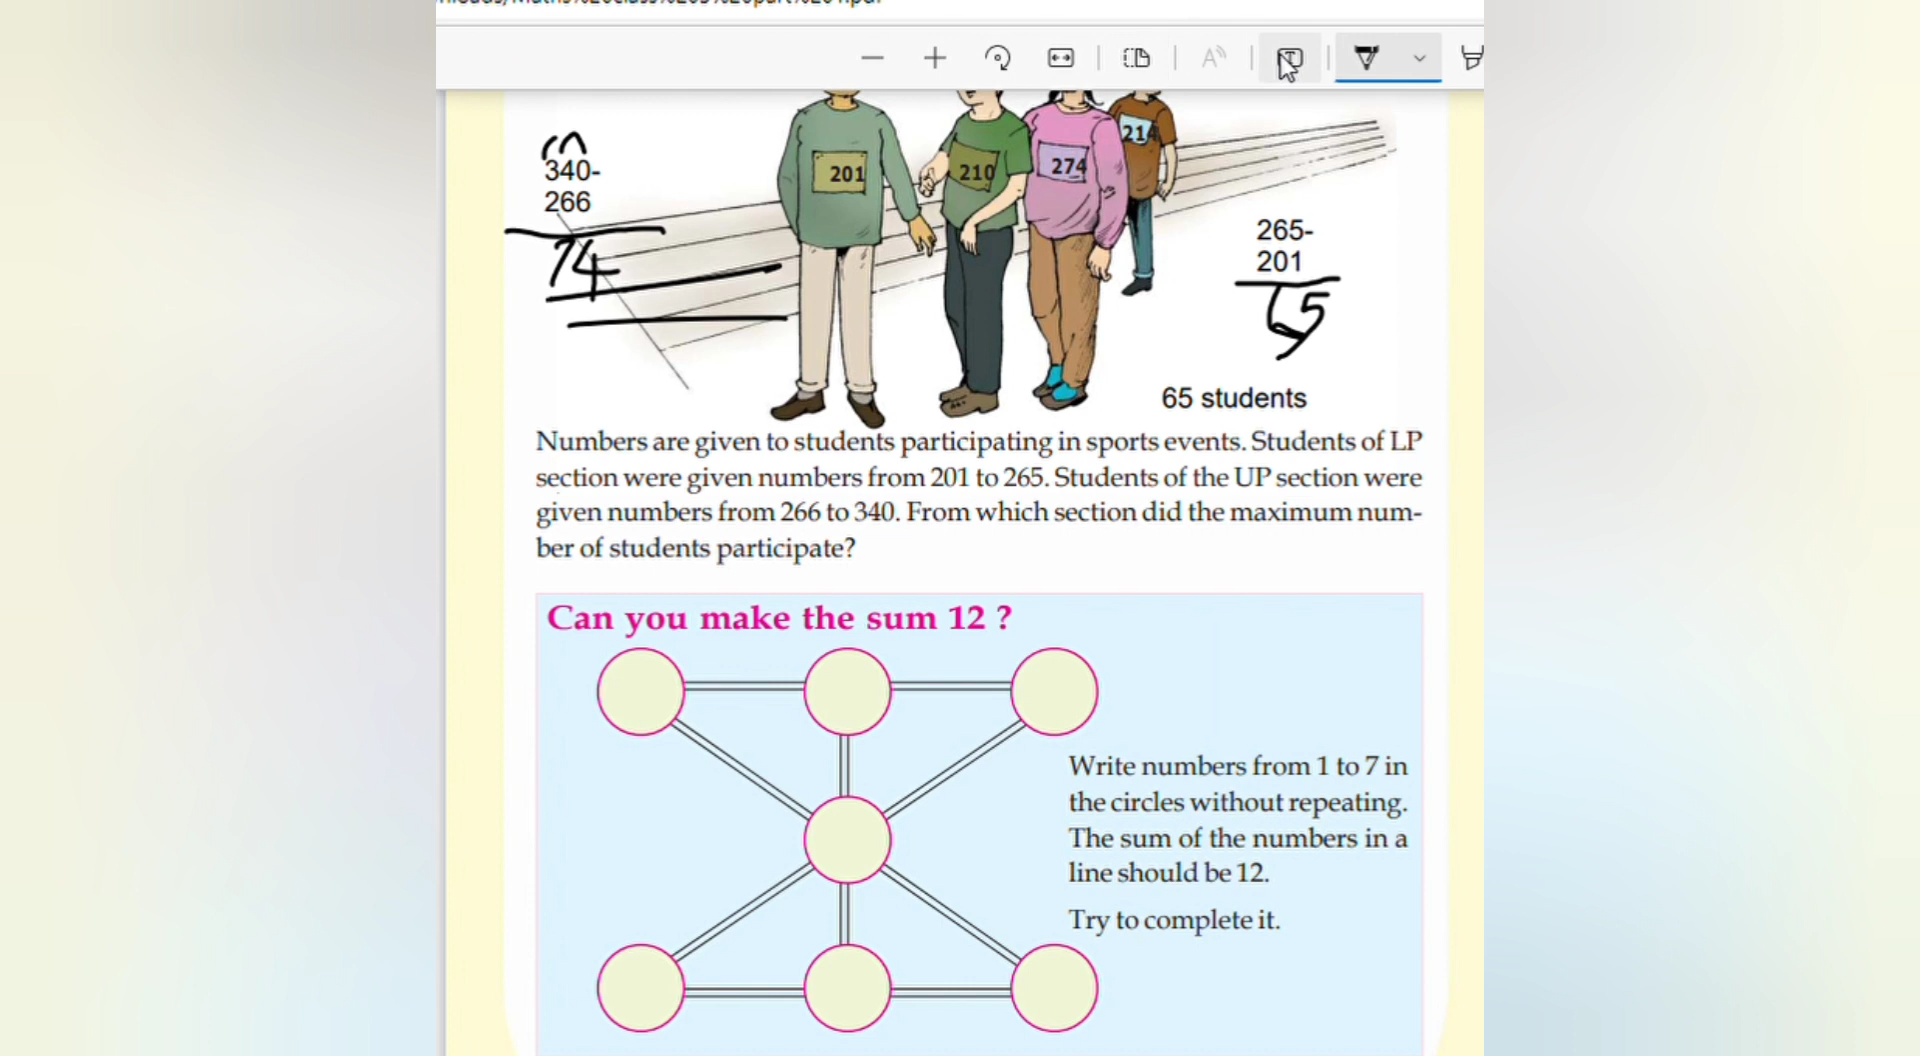 201
210
274
214
340-
266
74
265-
201
65
65 students
Numbers are given to students participating in sports events. Students of LP
section were given numbers from 201 to 265. Students of the UP section were
given numbers from 266 to 340. From which section did the maximum num-
ber of students participate?
Can you make the sum 12 ?
Write numbers from 1 to 7 in
the circles without repeating.
The sum of the numbers in a
line should be 12.
Try to complete it.